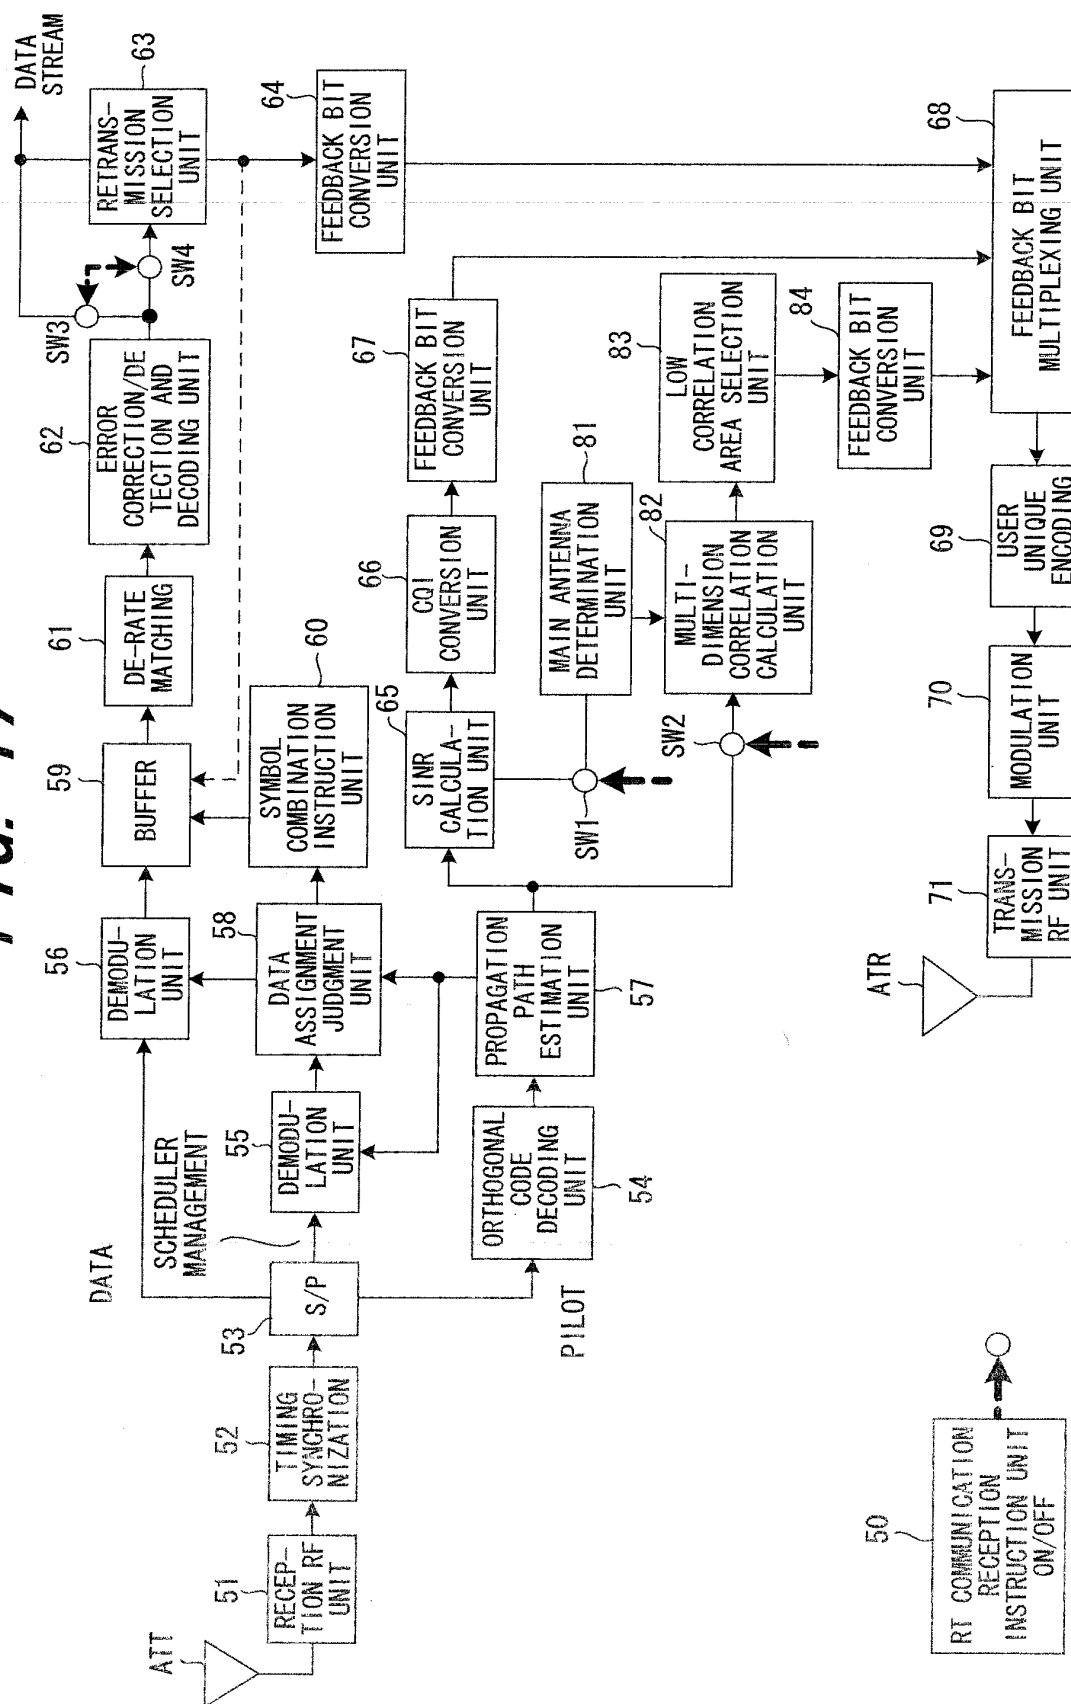 ATT
51
RECEP-
TION RF
UNIT
52
TIMING
SYNCHRO-
NIZATION
53
S/P
DATA
SCHEDULER
MANAGEMENT
PILOT
55
DEMODU-
LATION
UNIT
ORTHOGONAL
CODE
DECODING
UNIT
54
56
DEMODU-
LATION
UNIT
58
DATA
ASSIGNMENT
JUDGMENT
UNIT
PROPAGATION
PATH
ESTIMATION
UNIT
57
59
BUFFER
60
SYMBOL
COMBINATION
INSTRUCTION
UNIT
61
DE-RATE
MATCHING
62
ERROR
CORRECTION/DE
TECTION AND
DECODING UNIT
SW3
SW4
DATA
STREAM
63
RETRANS-
MISSION
SELECTION
UNIT
64
FEEDBACK BIT
CONVERSION
UNIT
65
SINR
CALCULA-
TION UNIT
66
CQI
CONVERSION
UNIT
67
FEEDBACK BIT
CONVERSION
UNIT
SW1
81
MAIN ANTENNA
DETERMINATION
UNIT
SW2
82
MULTI-
DIMENSION
CORRELATION
CALCULATION
UNIT
83
LOW
CORRELATION
AREA SELECTION
UNIT
84
FEEDBACK BIT
CONVERSION
UNIT
68
FEEDBACK BIT
MULTIPLEXING UNIT
69
USER
UNIQUE
ENCODING
70
MODULATION
UNIT
71
TRANS-
MISSION
RF UNIT
ATR
50
RT COMMUNICATION
RECEPTION
INSTRUCTION UNIT
ON/OFF